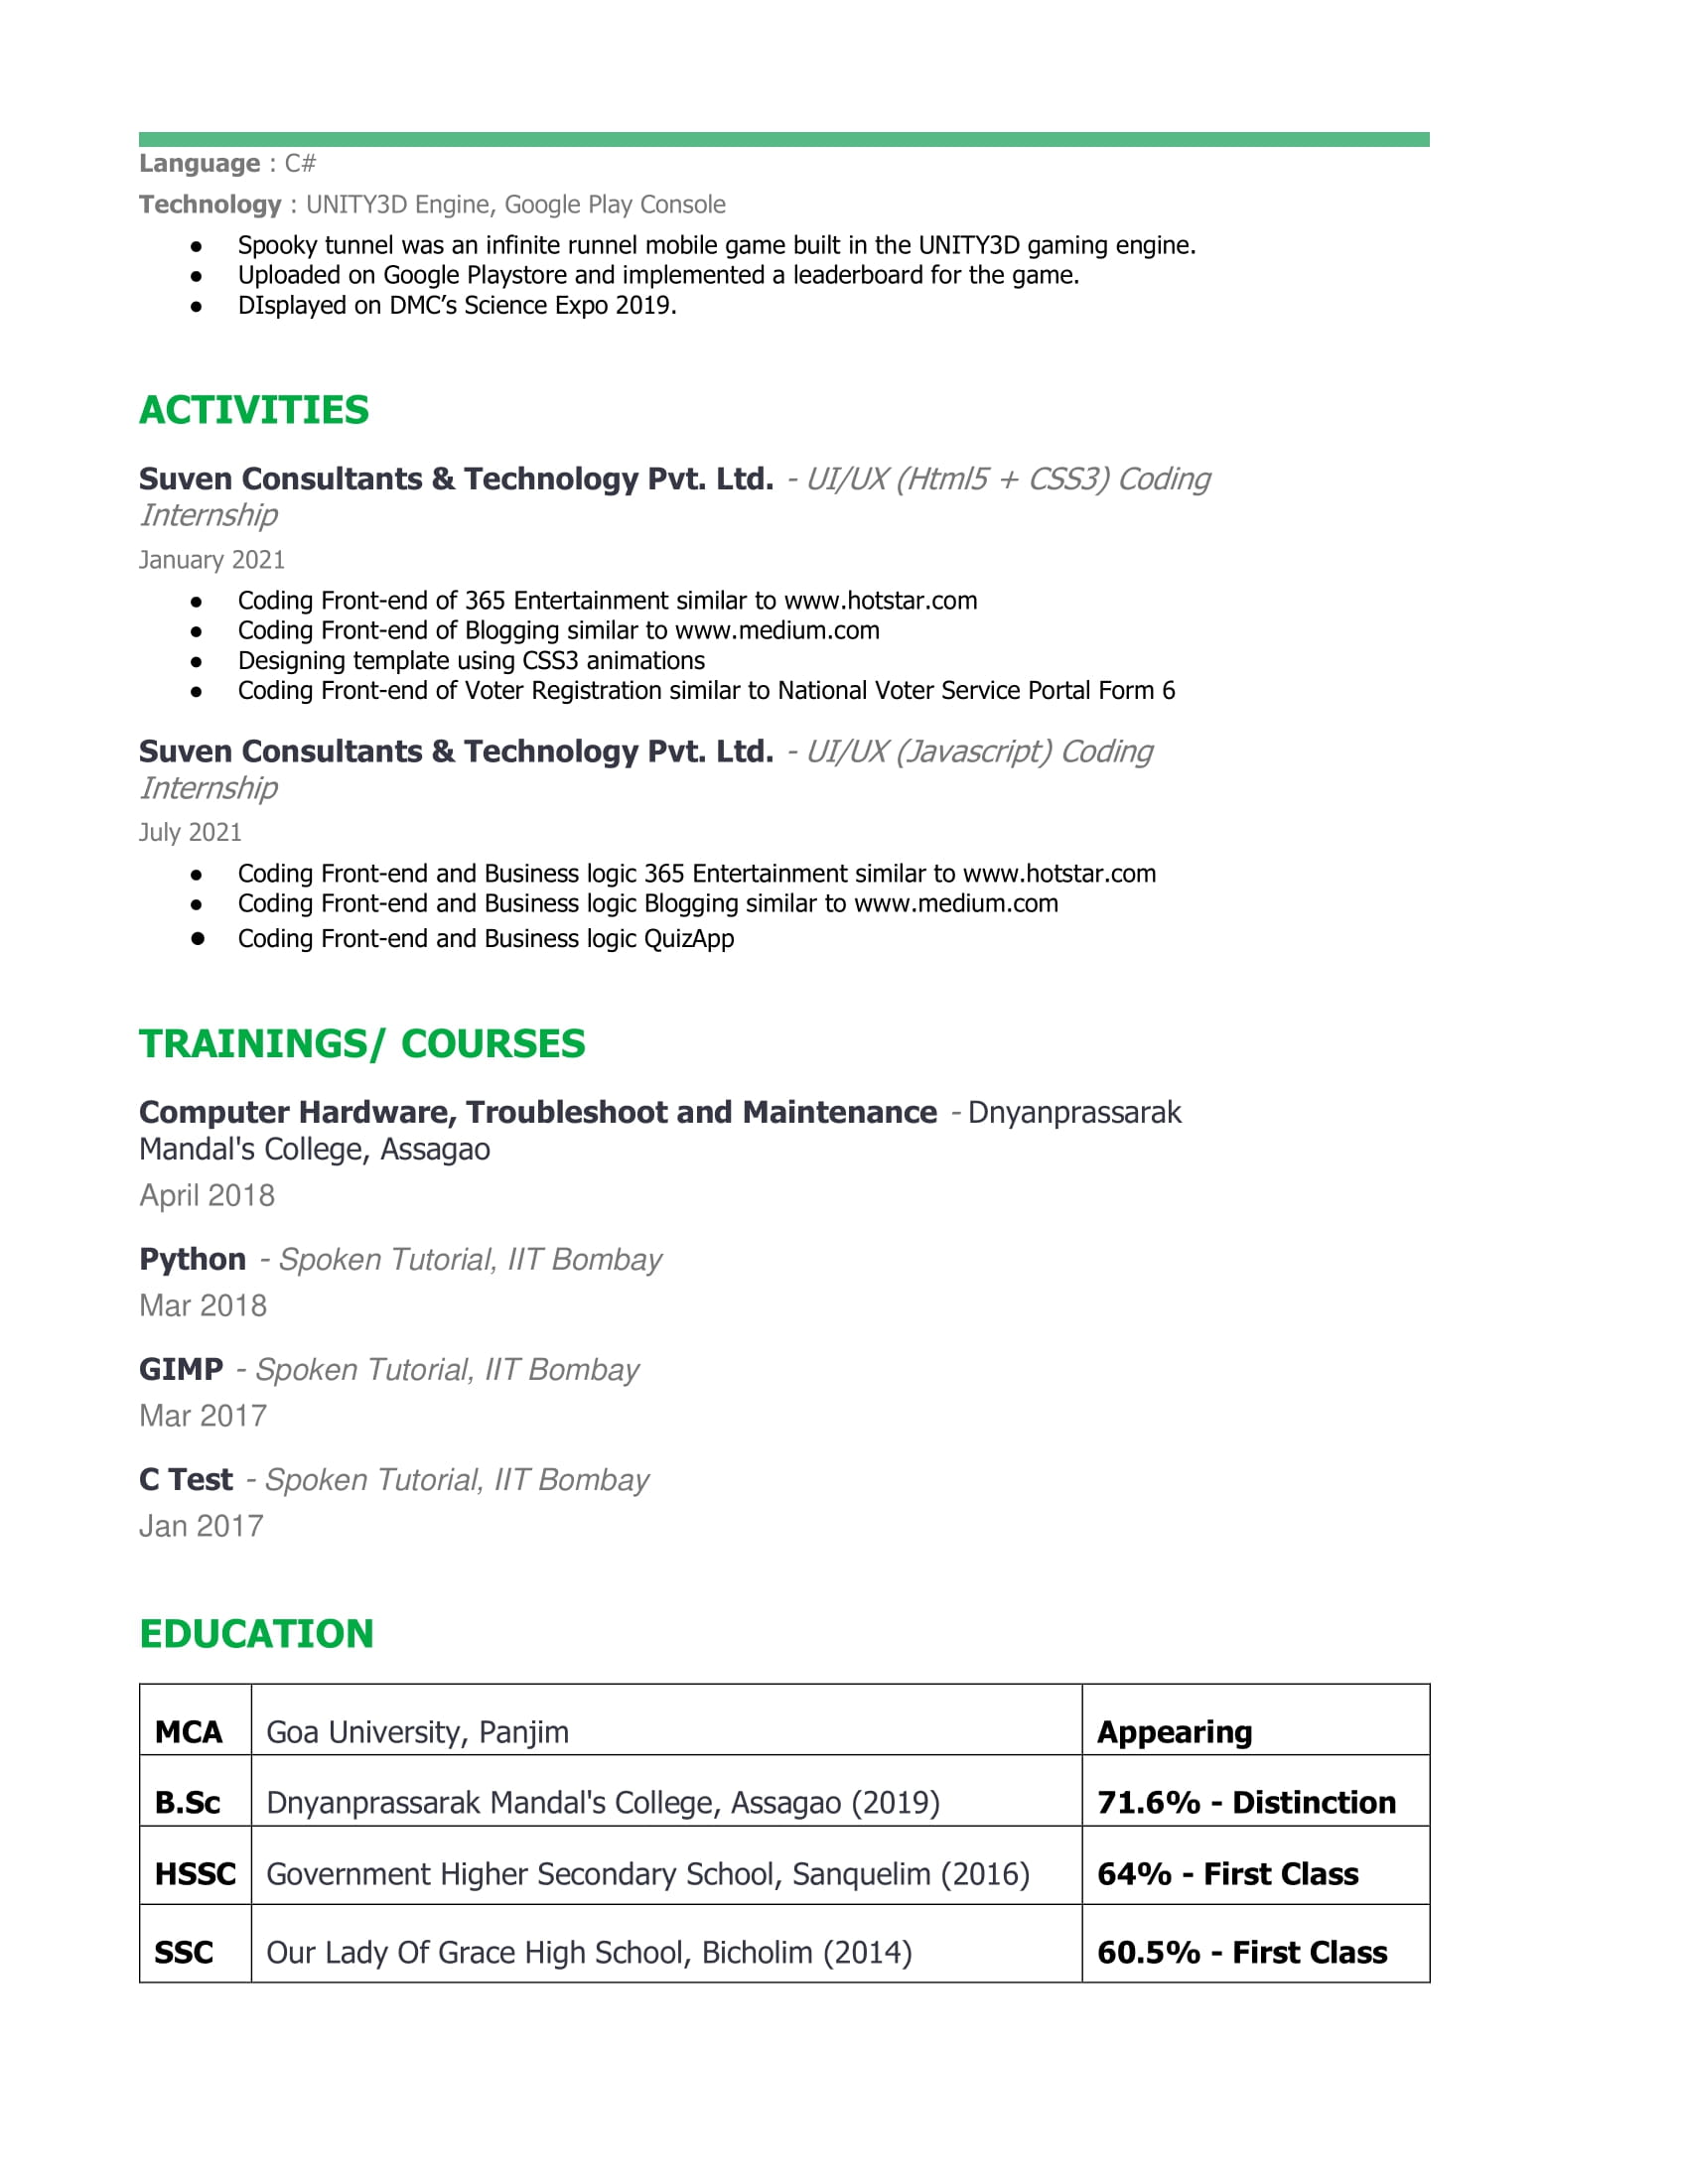 Language : C#
Technology : UNITY3D Engine, Google Play Console
● Spooky tunnel was an infinite runnel mobile game built in the UNITY3D gaming engine.
● Uploaded on Google Playstore and implemented a leaderboard for the game.
● DIsplayed on DMC’s Science Expo 2019.
ACTIVITIES
Suven Consultants & Technology Pvt. Ltd. - UI/UX (Html5 + CSS3) Coding
Internship
January 2021
● Coding Front-end of 365 Entertainment similar to www.hotstar.com
● Coding Front-end of Blogging similar to www.medium.com
● Designing template using CSS3 animations
● Coding Front-end of Voter Registration similar to National Voter Service Portal Form 6
Suven Consultants & Technology Pvt. Ltd. - UI/UX (Javascript) Coding
Internship
July 2021
● Coding Front-end and Business logic 365 Entertainment similar to www.hotstar.com
● Coding Front-end and Business logic Blogging similar to www.medium.com
● Coding Front-end and Business logic QuizApp
TRAININGS/ COURSES
Computer Hardware, Troubleshoot and Maintenance - Dnyanprassarak
Mandal's College, Assagao
April 2018
Python - Spoken Tutorial, IIT Bombay
Mar 2018
GIMP - Spoken Tutorial, IIT Bombay
Mar 2017
C Test - Spoken Tutorial, IIT Bombay
Jan 2017
EDUCATION
MCA Goa University, Panjim Appearing
B.Sc Dnyanprassarak Mandal's College, Assagao (2019) 71.6% - Distinction
HSSC Government Higher Secondary School, Sanquelim (2016) 64% - First Class
SSC Our Lady Of Grace High School, Bicholim (2014) 60.5% - First Class